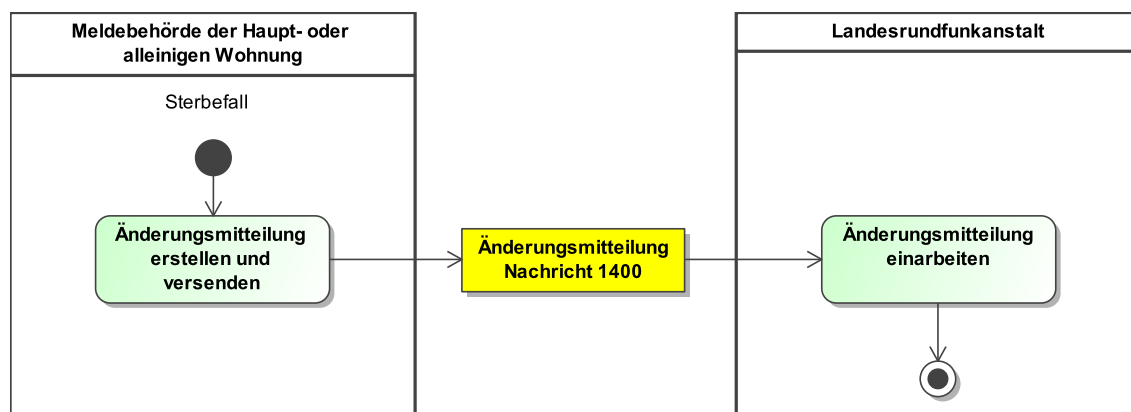 Meldebehörde der Haupt- oder
alleinigen Wohnung
Landesrundfunkanstalt
Sterbefall
Änderungsmitteilung
erstellen und
versenden
Änderungsmitteilung
Nachricht 1400
Änderungsmitteilung
einarbeiten